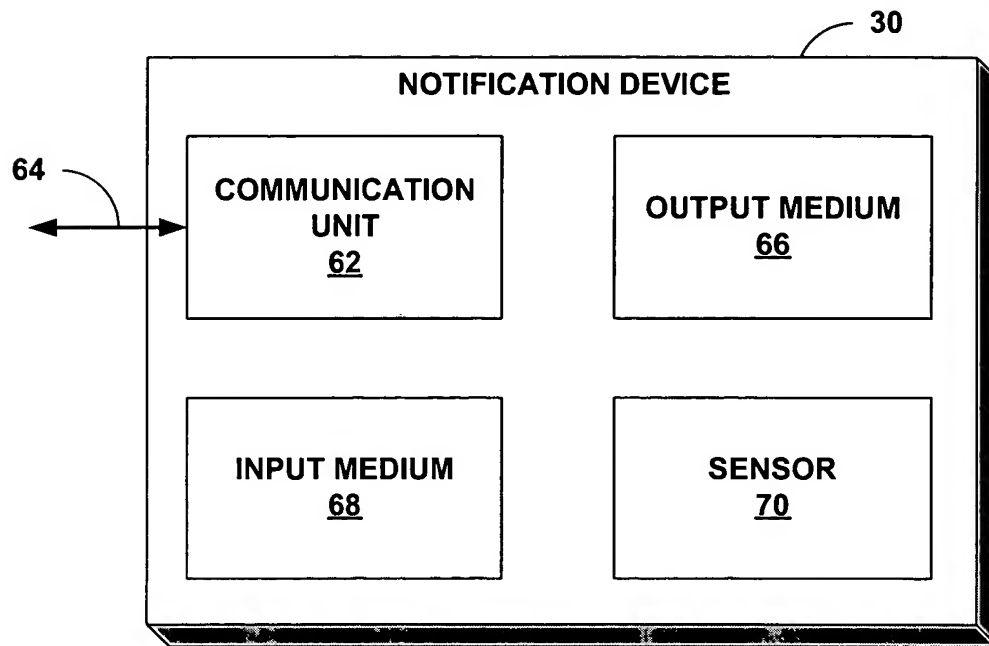 30
NOTIFICATION DEVICE
64
COMMUNICATION
UNIT
62
OUTPUT MEDIUM
66
INPUT MEDIUM
68
SENSOR
70